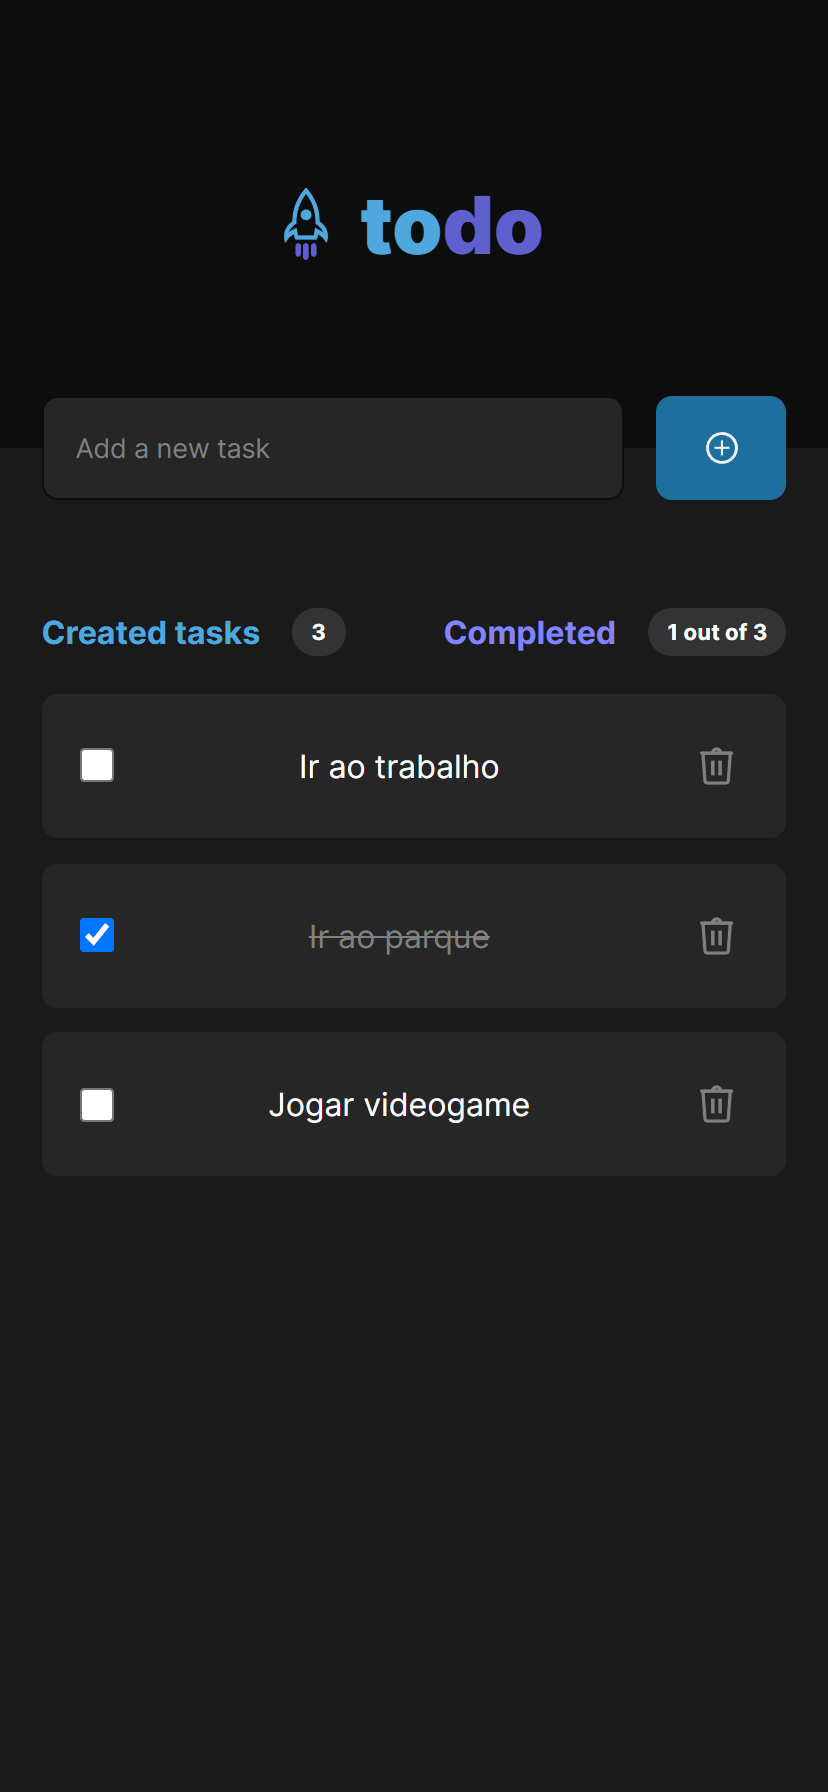 todo
Add a new task
Created tasks 3 Completed 1 out of 3
Ir ao trabalho
Ir ao parque
Jogar videogame